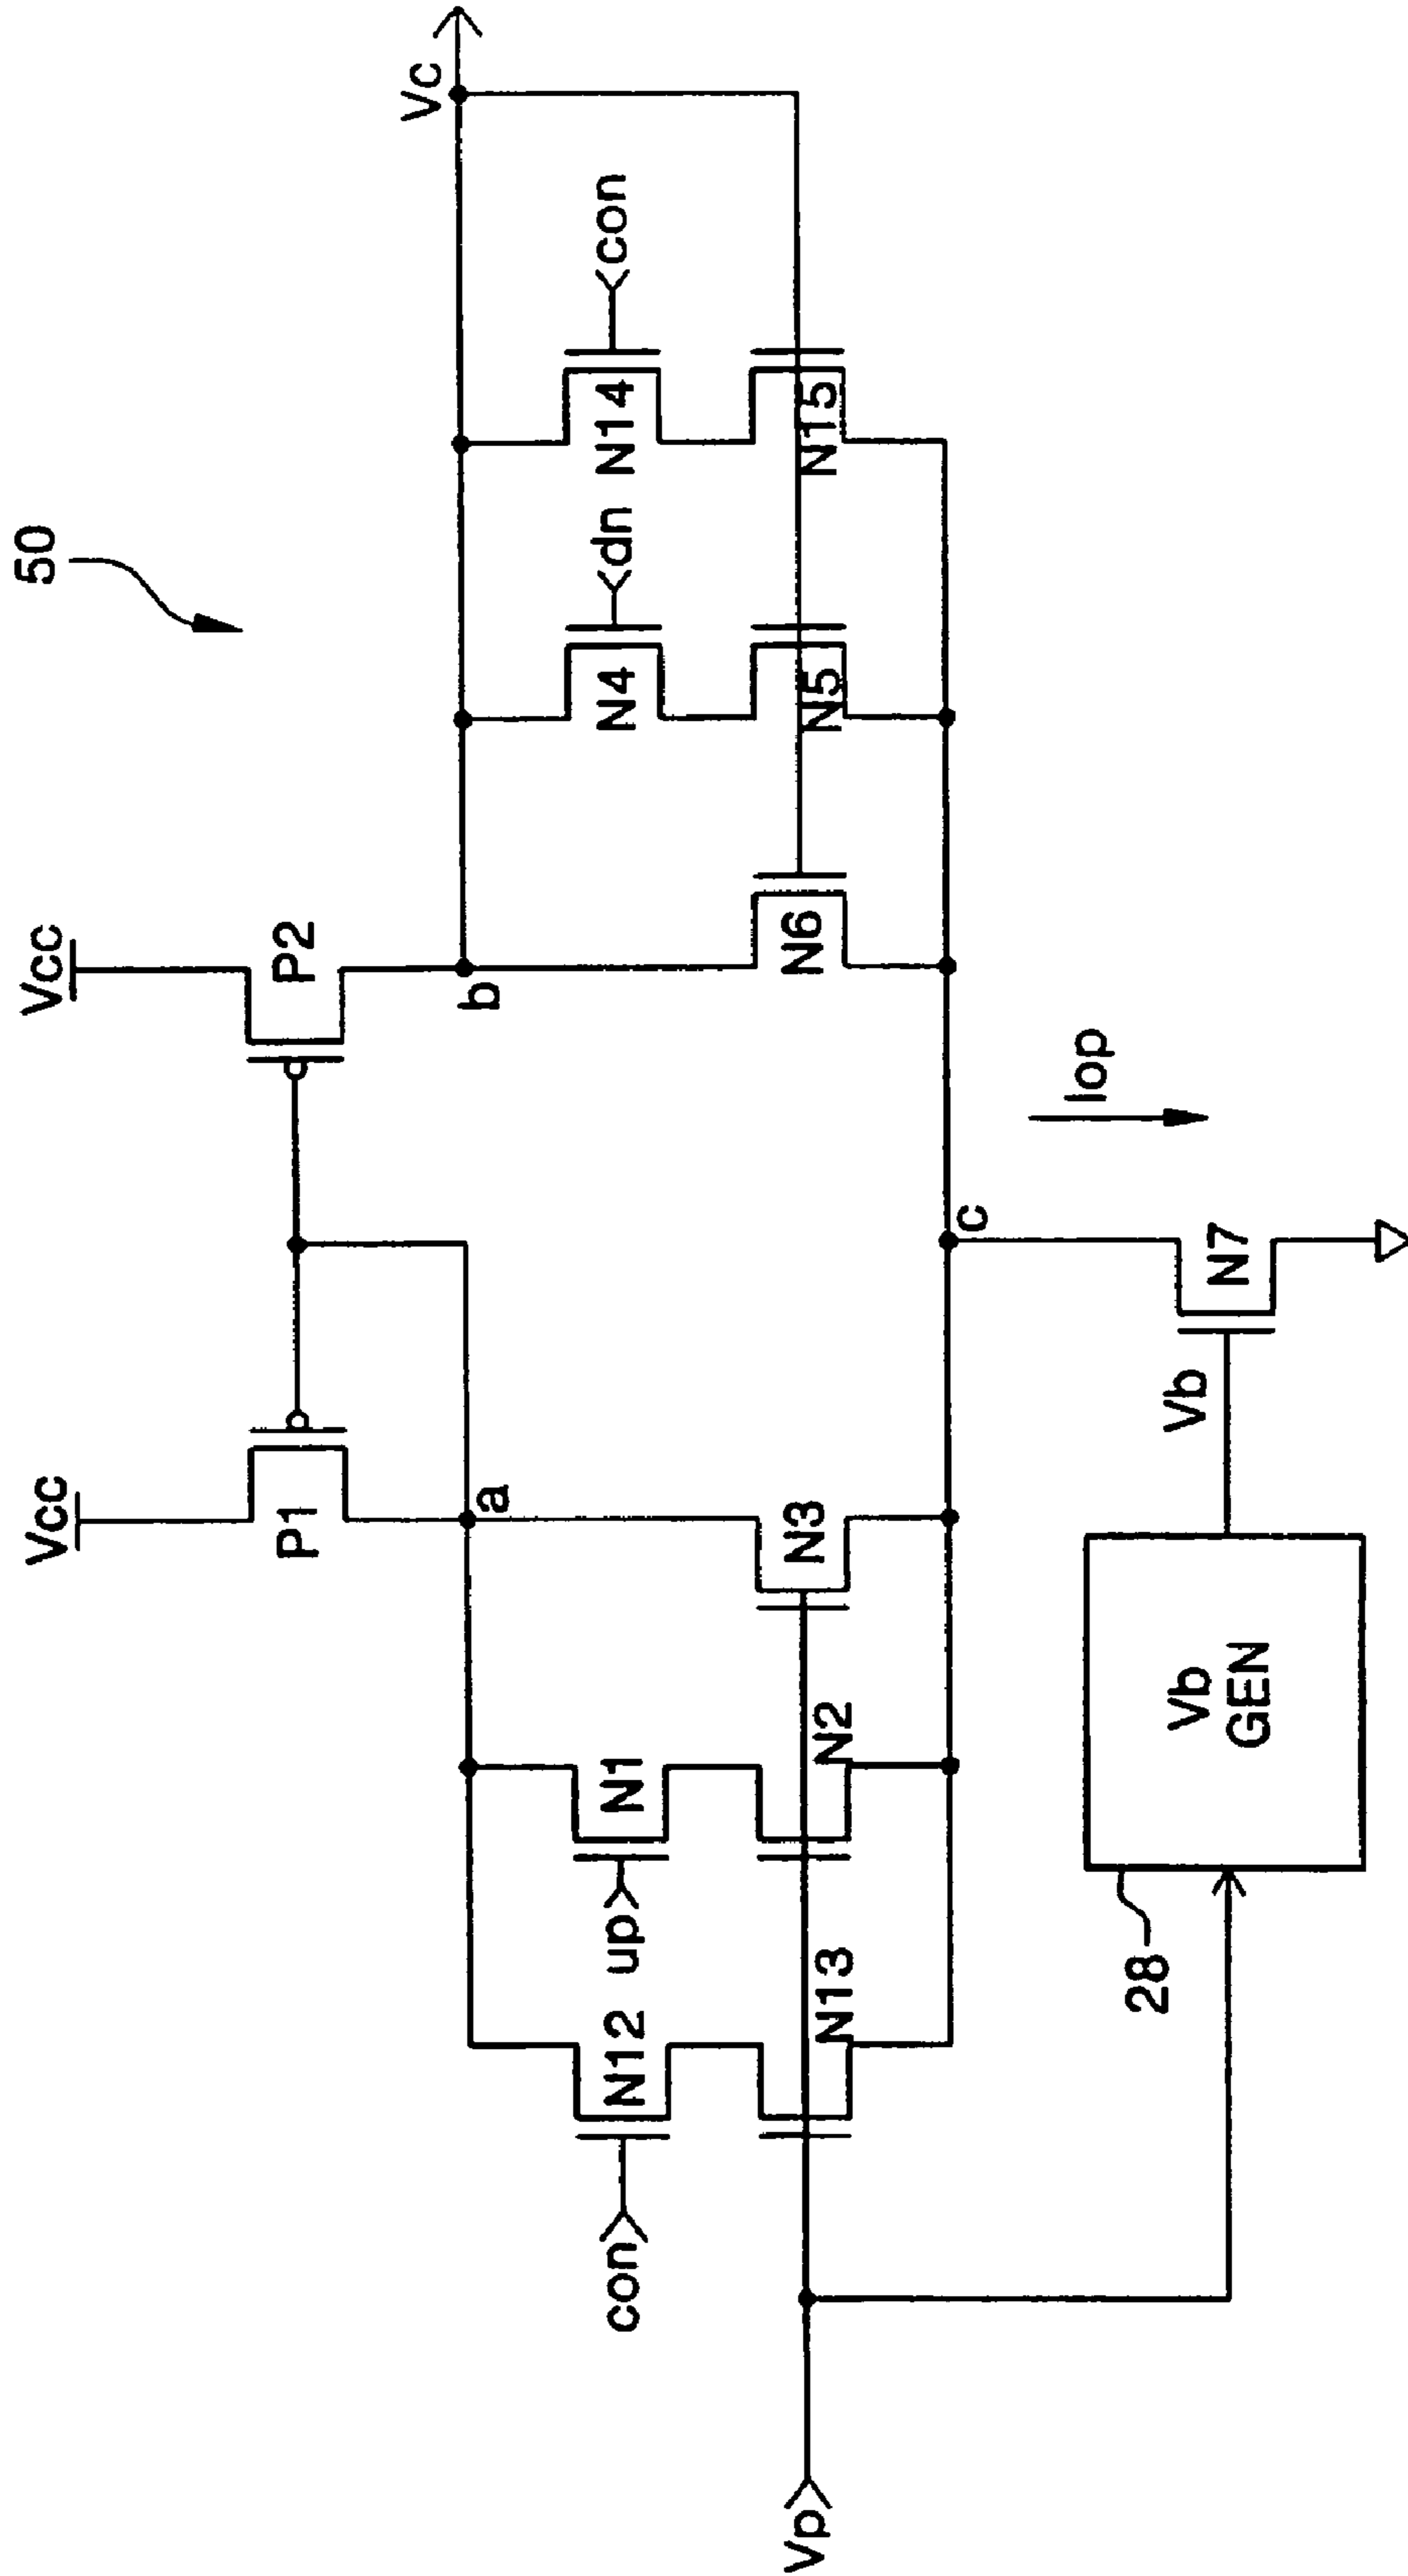 50
Vcc
Vcc
P1
P2
a
b
Vc
con>
N12
up>
N1
N4
<dn
N14
<con
Vp>
N13
N2
N3
N6
N5
N15
c
Iop
28
Vb
GEN
Vb
N7